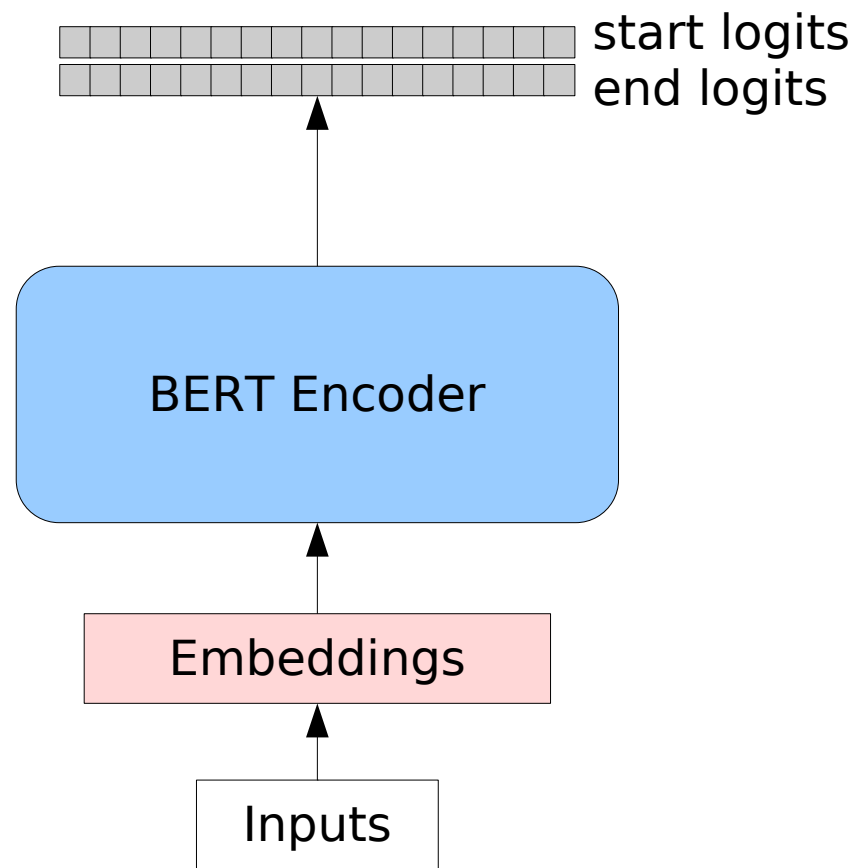 start logits
end logits
BERT Encoder
Embeddings
Inputs